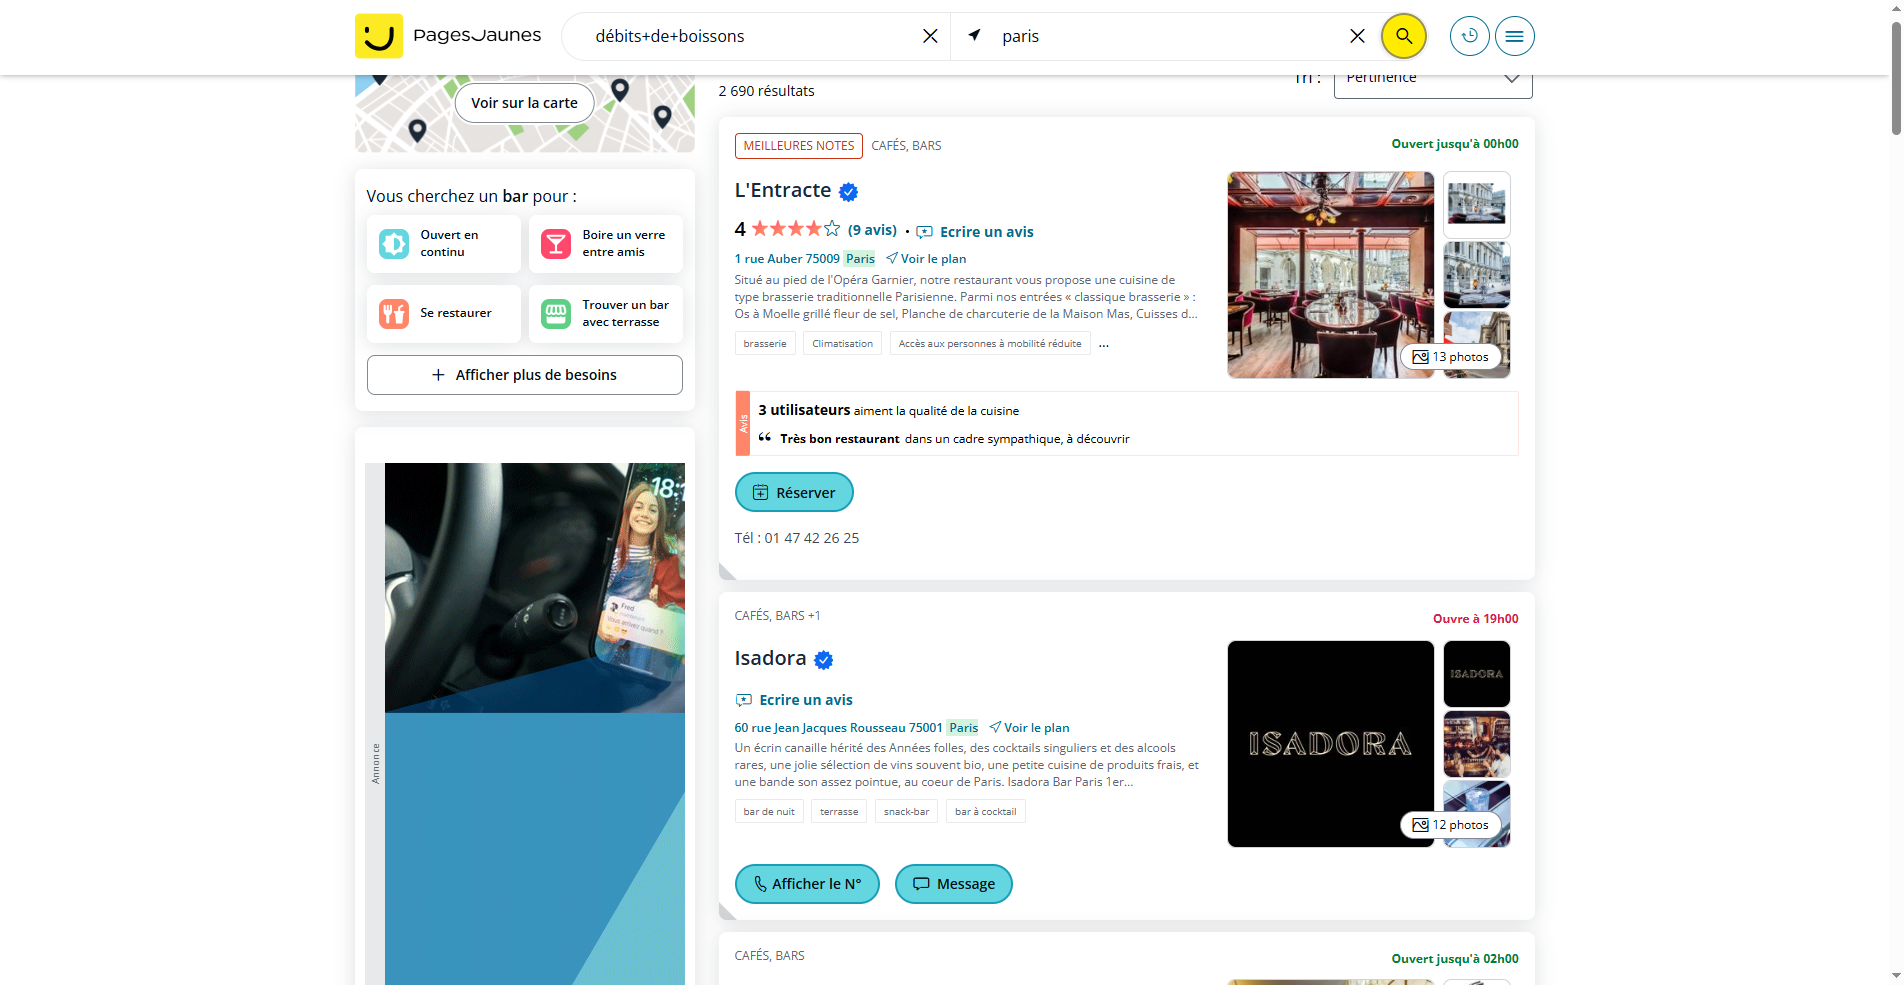 PagesJaunes
débits+de+boissons
paris
Voir sur la carte
2 690 résultats
Tri :
Pertinence
Vous cherchez un bar pour :
Ouvert en
continu
Boire un verre
entre amis
Se restaurer
Trouver un bar
avec terrasse
Afficher plus de besoins
Annonce
18:1
Fred
Vous arrivez quand ?
MEILLEURES NOTES
CAFÉS, BARS
Ouvert jusqu'à 00h00
L'Entracte
4
(9 avis)
•
Ecrire un avis
1 rue Auber 75009 Paris
Voir le plan
Situé au pied de l'Opéra Garnier, notre restaurant vous propose une cuisine de
type brasserie traditionnelle Parisienne. Parmi nos entrées « classique brasserie » :
Os à Moelle grillé fleur de sel, Planche de charcuterie de la Maison Mas, Cuisses d...
brasserie
Climatisation
Accès aux personnes à mobilité réduite
...
13 photos
Avis
3 utilisateurs aiment la qualité de la cuisine
“ Très bon restaurant dans un cadre sympathique, à découvrir
Réserver
Tél : 01 47 42 26 25
CAFÉS, BARS +1
Ouvre à 19h00
Isadora
Ecrire un avis
60 rue Jean Jacques Rousseau 75001 Paris
Voir le plan
Un écrin canaille hérité des Années folles, des cocktails singuliers et des alcools
rares, une jolie sélection de vins souvent bio, une petite cuisine de produits frais, et
une bande son assez pointue, au coeur de Paris. Isadora Bar Paris 1er...
bar de nuit
terrasse
snack-bar
bar à cocktail
ISADORA
ISADORA
12 photos
Afficher le N°
Message
CAFÉS, BARS
Ouvert jusqu'à 02h00